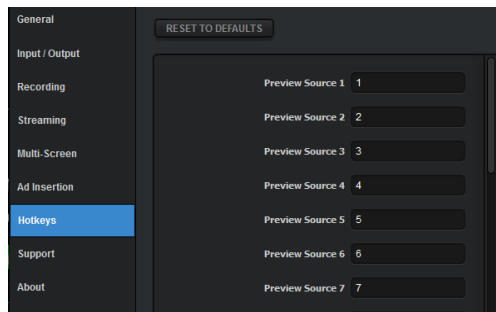 General
Input / Output
Recording
Streaming
Multi-Screen
Ad Insertion
Hotkeys
Support
About
RESET TO DEFAULTS
Preview Source 1 1
Preview Source 2 2
Preview Source 3 3
Preview Source 4 4
Preview Source 5 5
Preview Source 6 6
Preview Source 7 7